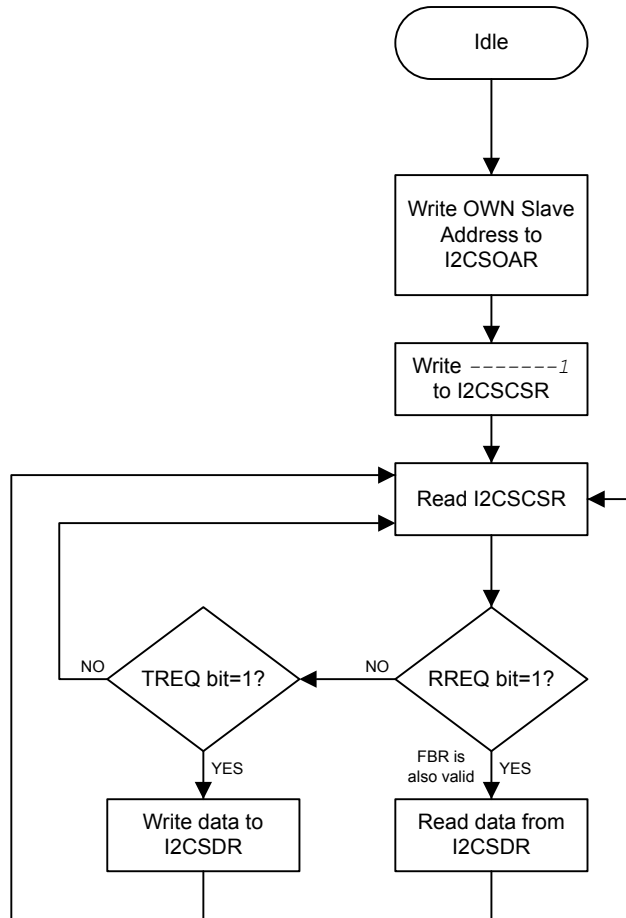 Idle
Write OWN Slave
Address to
I2CSOAR
Write -------1
to I2CSCSR
Read I2CSCSR
NO
TREQ bit=1?
NO
RREQ bit=1?
YES
FBR is
also valid
YES
Write data to
I2CSDR
Read data from
I2CSDR